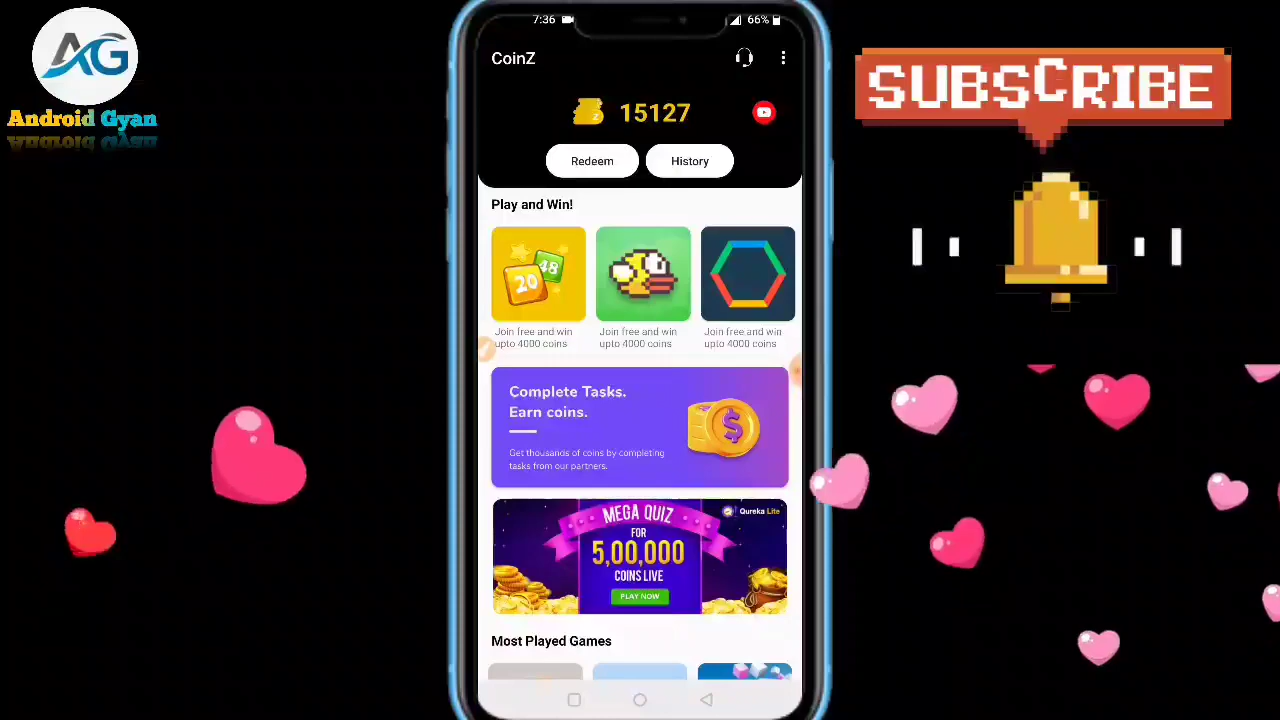 AG
Android Gyan
7:36
66%
CoinZ
15127
Redeem
History
Play and Win!
20
48
Join free and win
upto 4000 coins
Join free and win
upto 4000 coins
Join free and win
upto 4000 coins
Complete Tasks.
Earn coins.
Get thousands of coins by completing
tasks from our partners.
MEGA QUIZ
Qureka Lite
FOR
5,00,000
COINS LIVE
PLAY NOW
Most Played Games
SUBSCRIBE